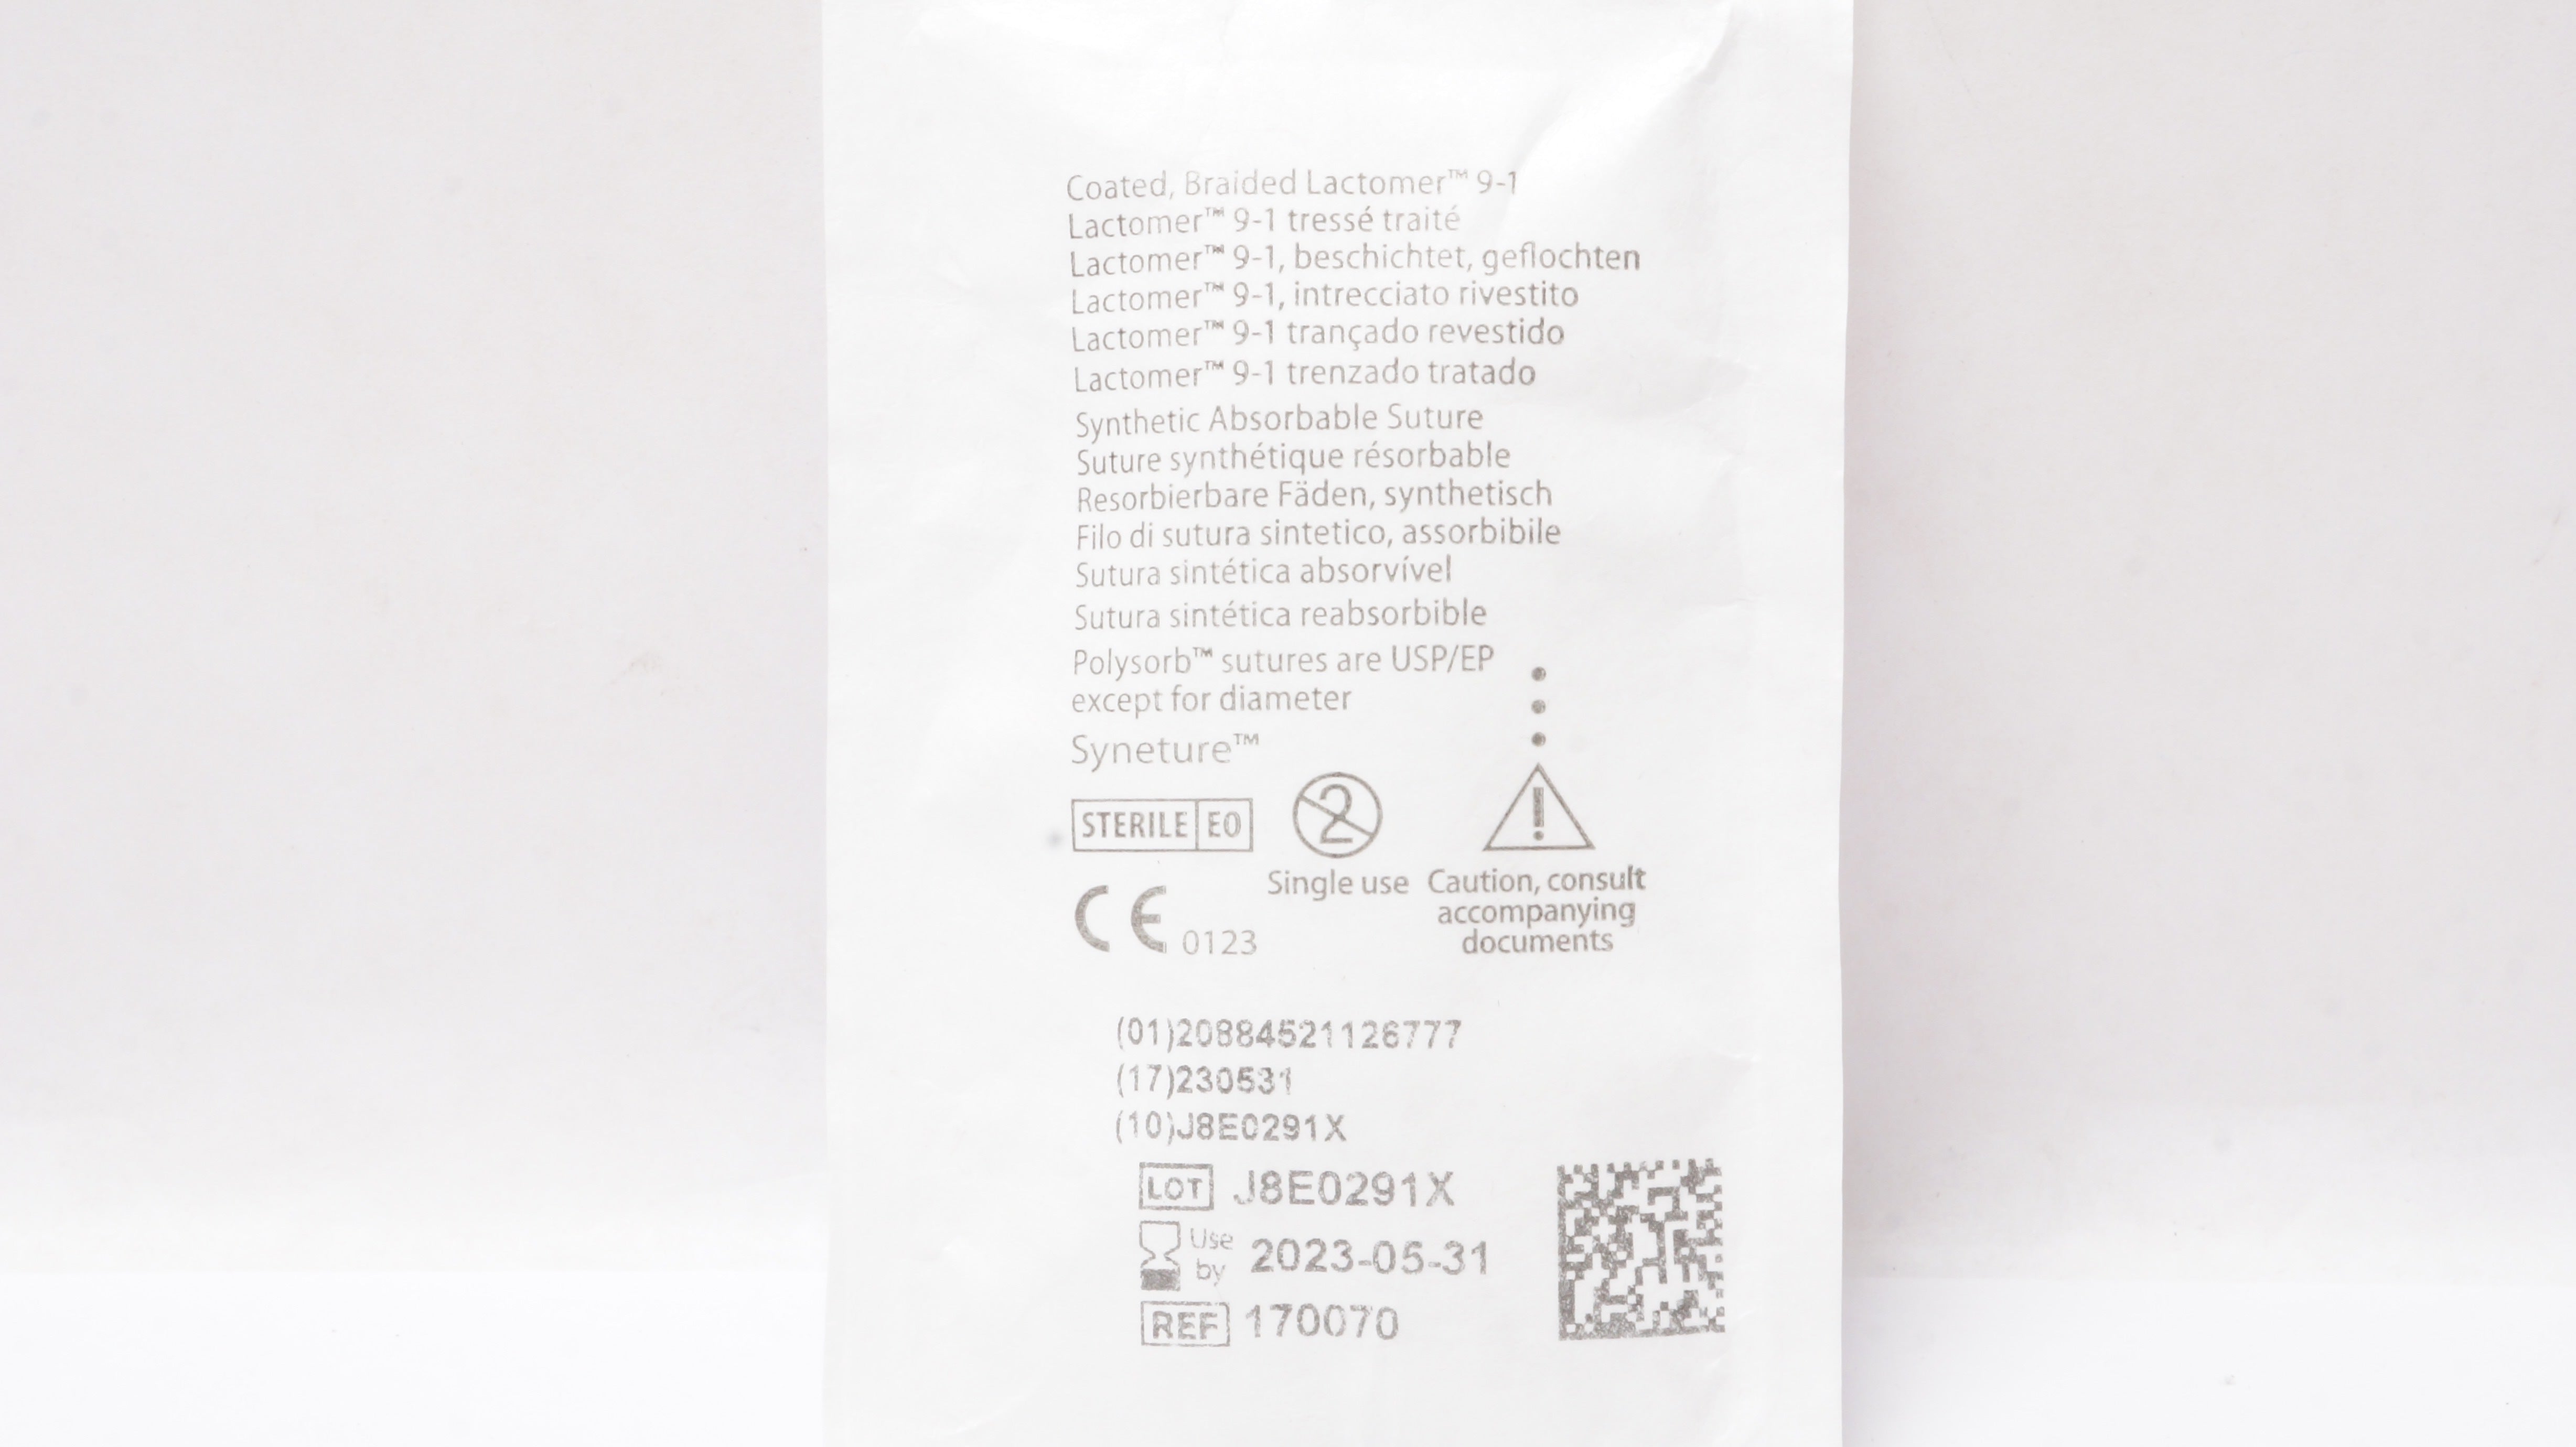 Coated, Braided Lactomer™ 9-1
Lactomer™ 9-1 tressé traité
Lactomer™ 9-1, beschichtet, geflochten
Lactomer™ 9-1, intrecciato rivestito
Lactomer™ 9-1 trançado revestido
Lactomer™ 9-1 trenzado tratado
Synthetic Absorbable Suture
Suture synthétique résorbable
Resorbierbare Fäden, synthetisch
Filo di sutura sintetico, assorbibile
Sutura sintética absorvível
Sutura sintética reabsorbible
Polysorb™ sutures are USP/EP
except for diameter
Syneture™
STERILE EO
2
Single use
!
Caution, consult
accompanying
documents
CE 0123
(01)20884521126777
(17)230531
(10)J8E0291X
LOT J8E0291X
Use by 2023-05-31
REF 170070